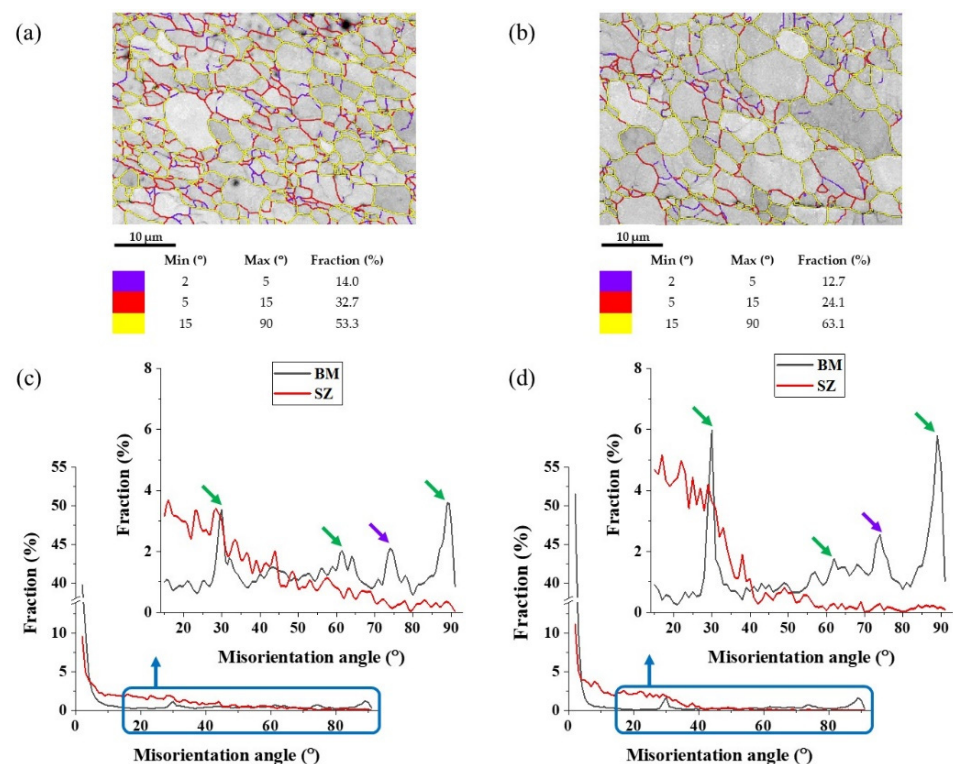 (a)
10 µm
Min (°) Max (°) Fraction (%)
2 5 14.0
5 15 32.7
15 90 53.3
(b)
10 µm
Min (°) Max (°) Fraction (%)
2 5 12.7
5 15 24.1
15 90 63.1
(c)
BM
SZ
8
6
4
2
0
Fraction (%)
15 20 30 40 50 60 70 80 90
Misorientation angle (°)
55
50
45
40
15
10
5
0
Fraction (%)
0 20 40 60 80
Misorientation angle (°)
(d)
BM
SZ
8
6
4
2
0
Fraction (%)
15 20 30 40 50 60 70 80 90
Misorientation angle (°)
55
50
45
40
15
10
5
0
Fraction (%)
0 20 40 60 80
Misorientation angle (°)